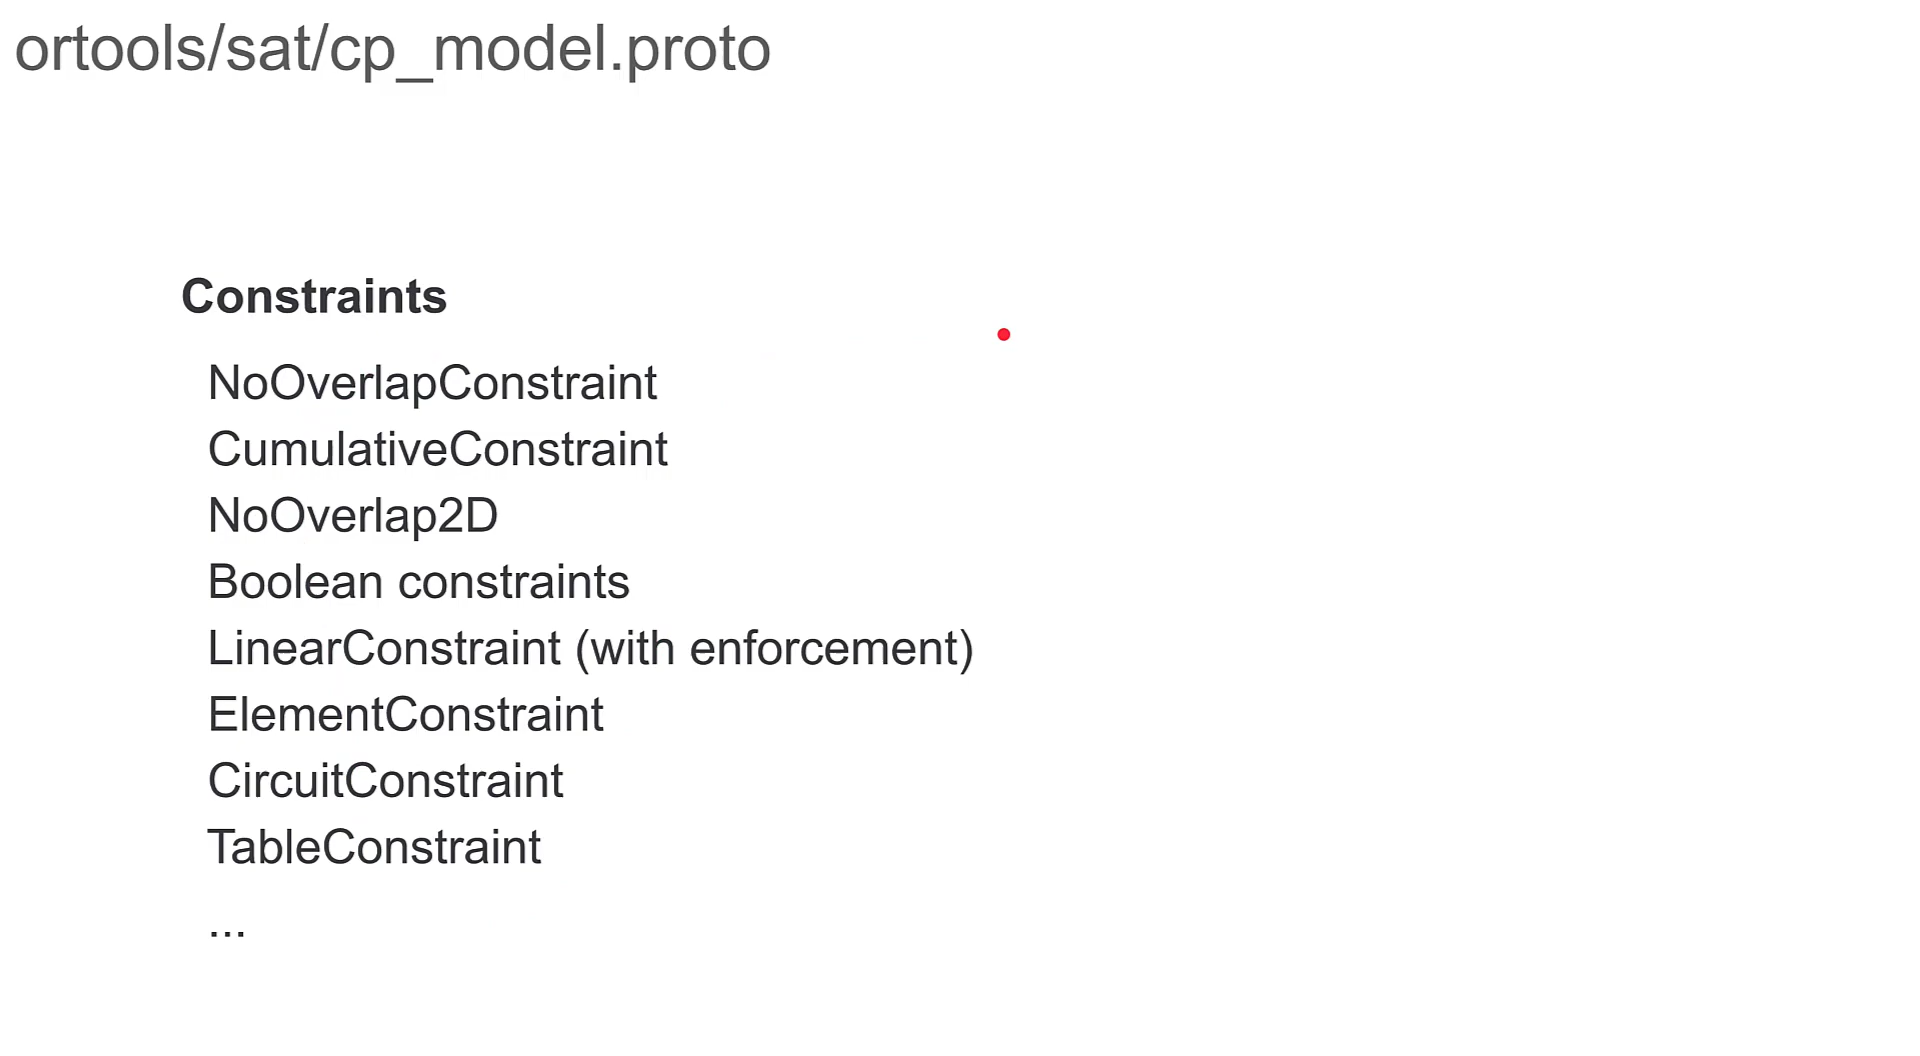 ortools/sat/cp_model.proto
Constraints
NoOverlapConstraint
CumulativeConstraint
NoOverlap2D
Boolean constraints
LinearConstraint (with enforcement)
ElementConstraint
CircuitConstraint
TableConstraint
...